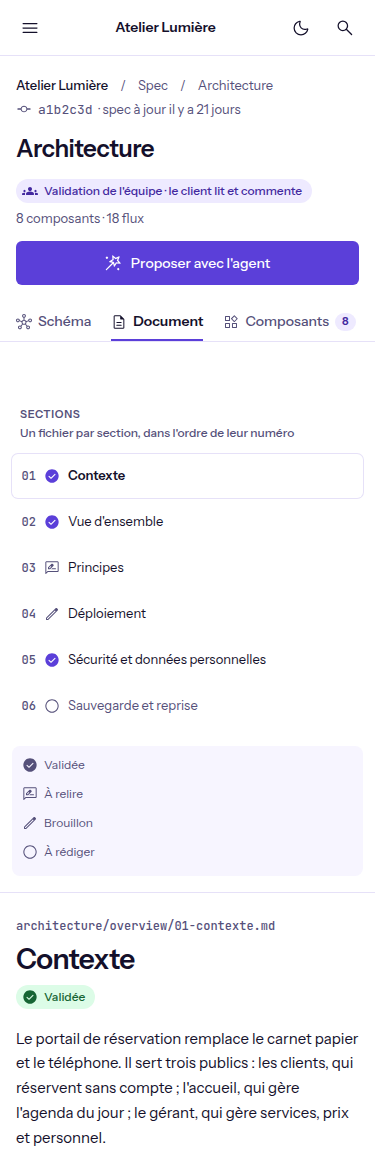 Atelier Lumière
Atelier Lumière / Spec / Architecture
a1b2c3d · spec à jour il y a 21 jours
Architecture
Validation de l'équipe · le client lit et commente
8 composants · 18 flux
Proposer avec l'agent
Schéma Document Composants 8
SECTIONS
Un fichier par section, dans l'ordre de leur numéro
01 Contexte
02 Vue d'ensemble
03 Principes
04 Déploiement
05 Sécurité et données personnelles
06 Sauvegarde et reprise
Validée
À relire
Brouillon
À rédiger
architecture/overview/01-contexte.md
Contexte
Validée
Le portail de réservation remplace le carnet papier
et le téléphone. Il sert trois publics : les clients, qui
réservent sans compte ; l'accueil, qui gère
l'agenda du jour ; le gérant, qui gère services, prix
et personnel.